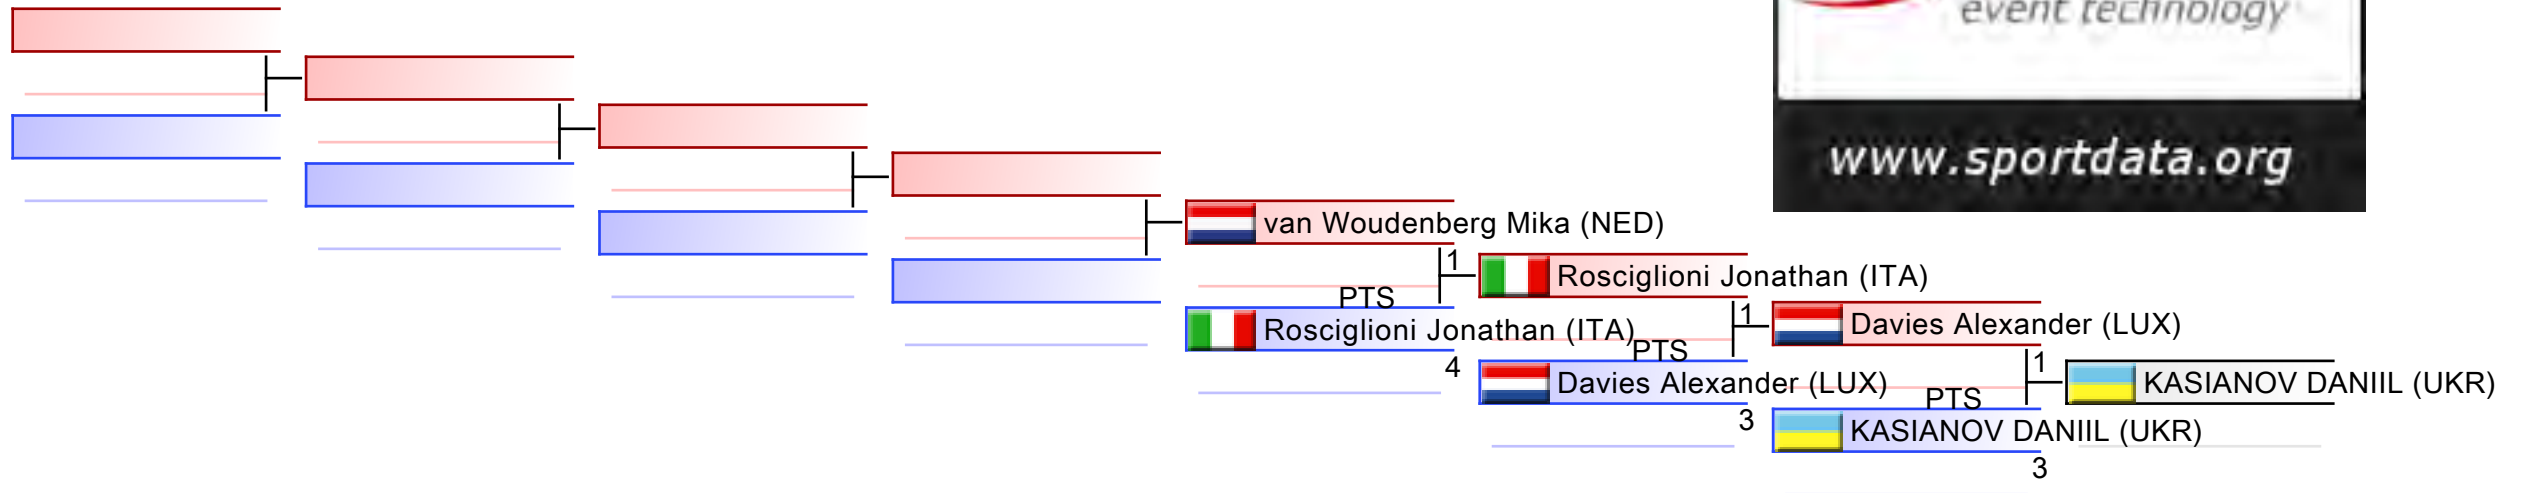 event technology
www.sportdata.org
van Woudenberg Mika (NED)
1
Rosciglioni Jonathan (ITA)
PTS
Rosciglioni Jonathan (ITA)
4
1
Davies Alexander (LUX)
PTS
Davies Alexander (LUX)
3
1
KASIANOV DANIIL (UKR)
PTS
KASIANOV DANIIL (UKR)
3